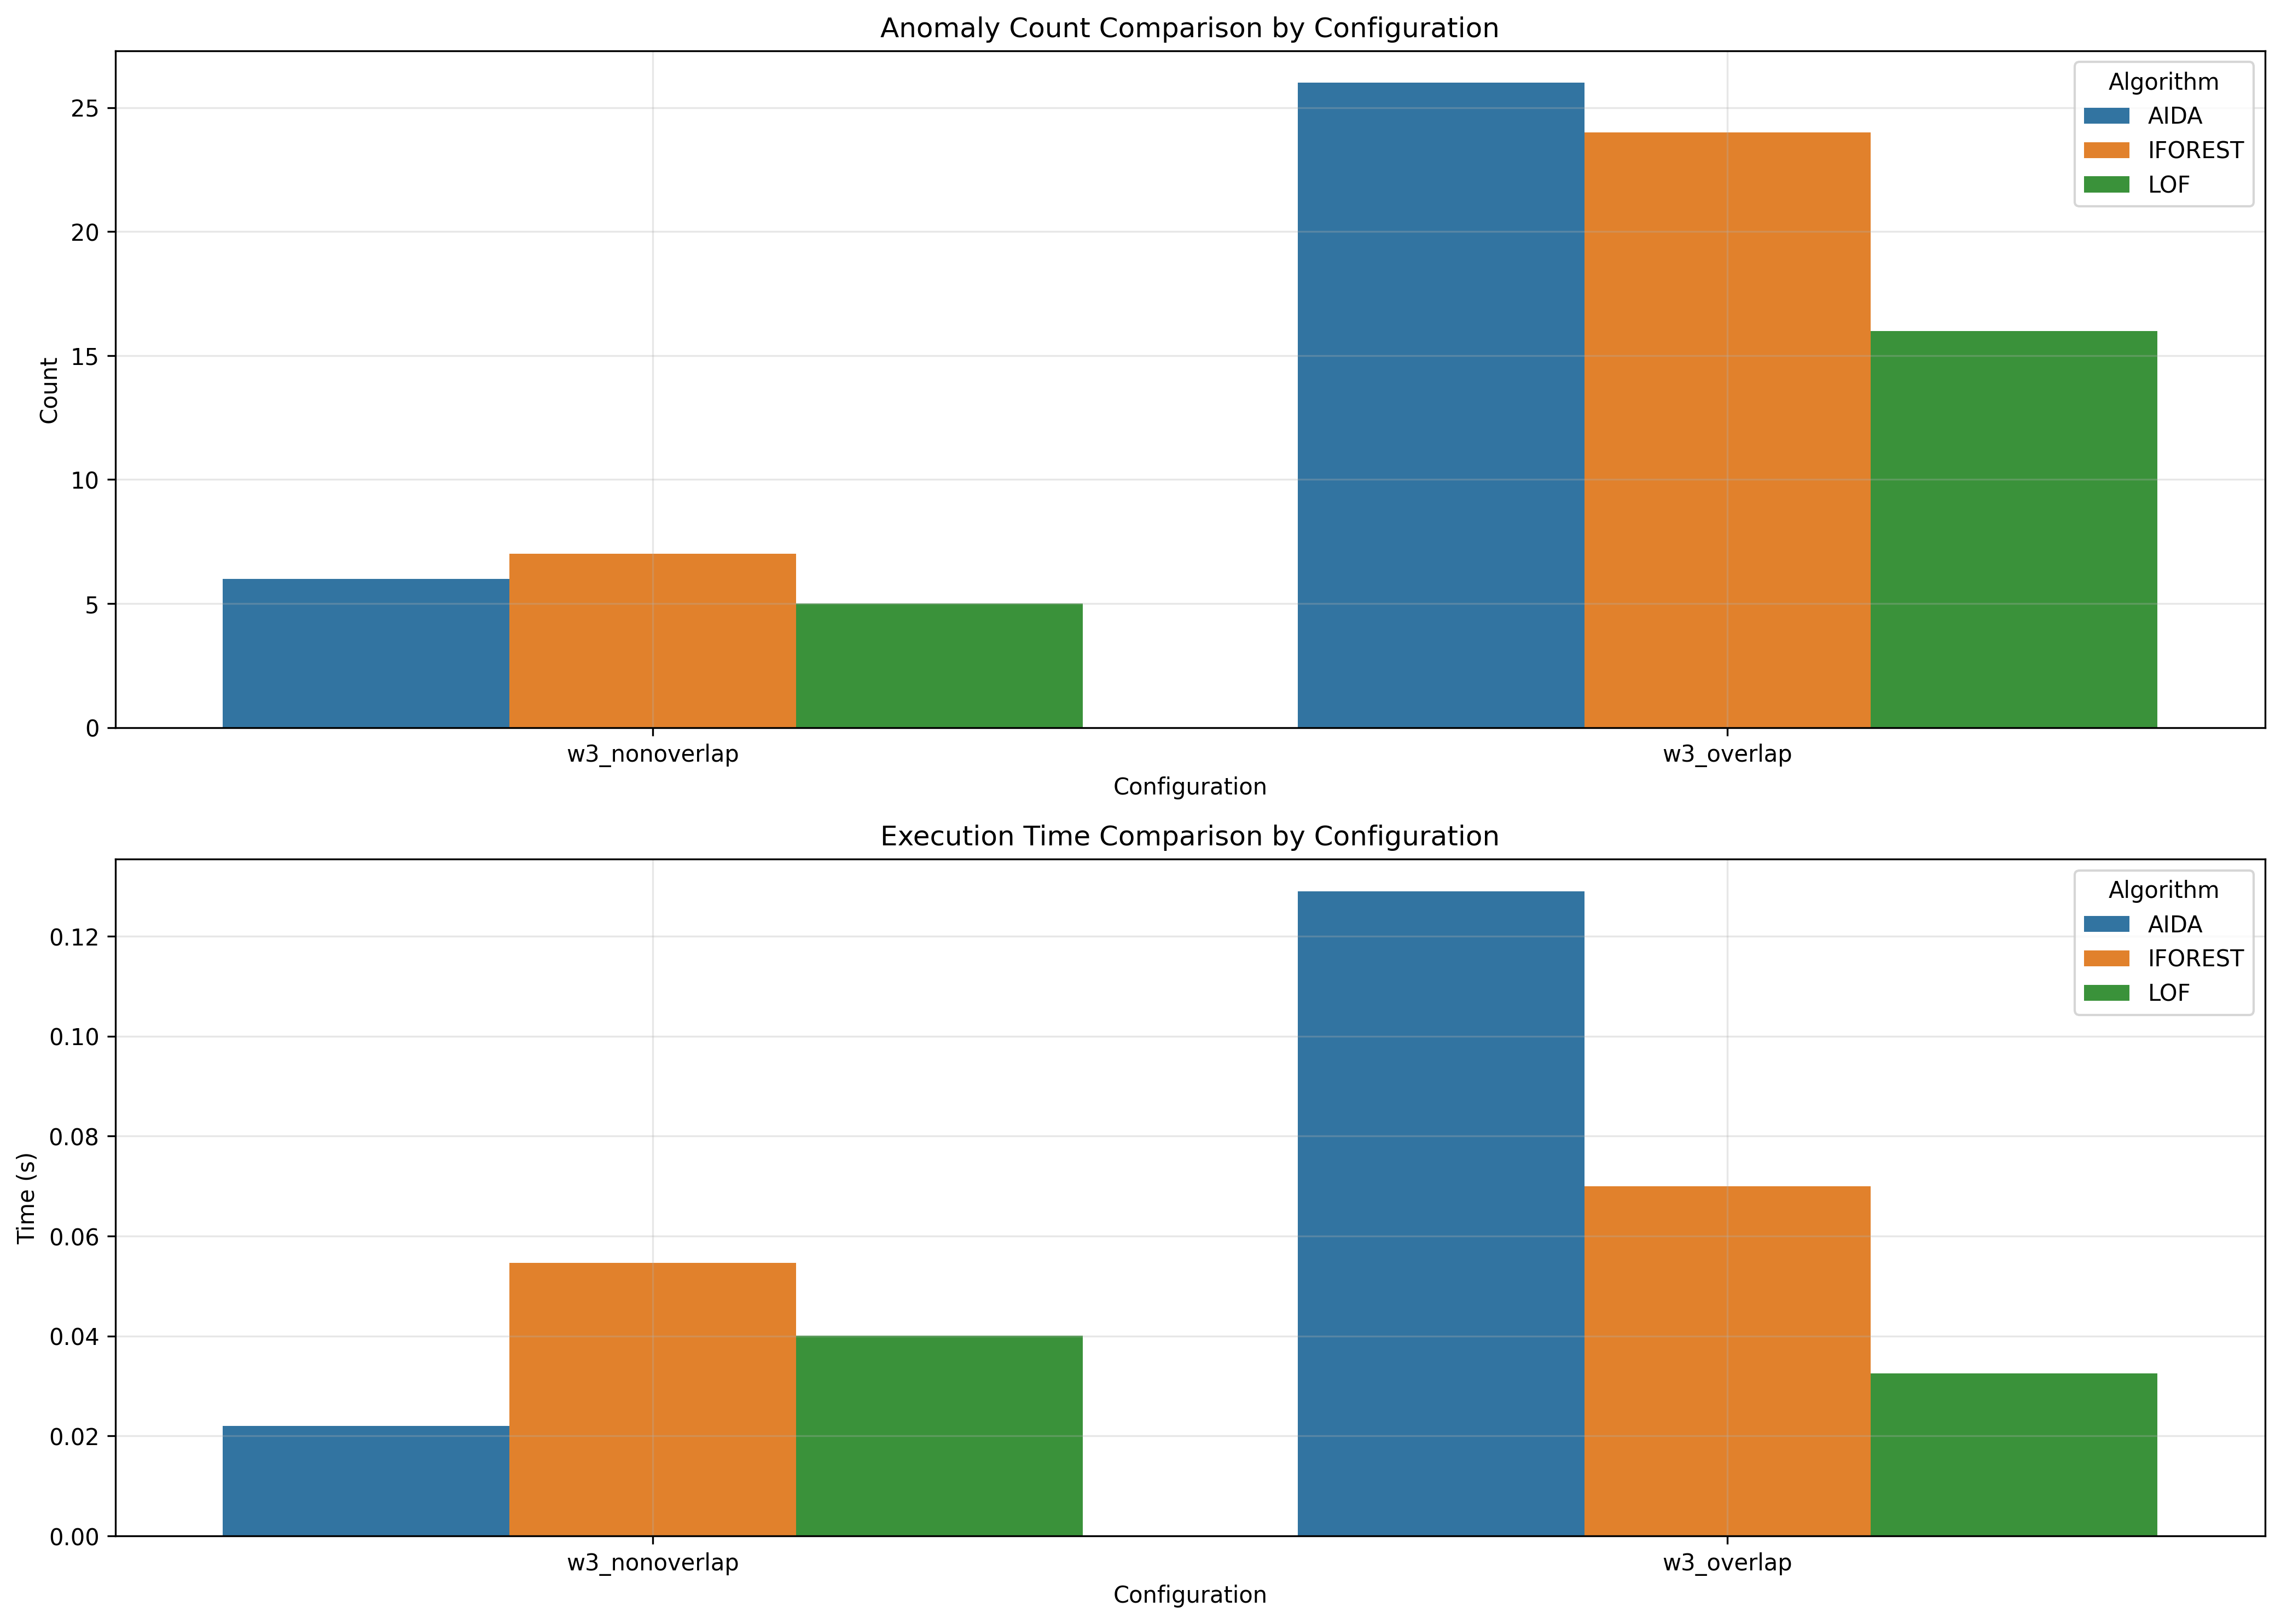 Anomaly Count Comparison by Configuration
25
20
15
10
5
0
Count
Algorithm
AIDA
IFOREST
LOF
w3_nonoverlap
w3_overlap
Configuration
Execution Time Comparison by Configuration
0.12
0.10
0.08
0.06
0.04
0.02
0.00
Time (s)
Algorithm
AIDA
IFOREST
LOF
w3_nonoverlap
w3_overlap
Configuration